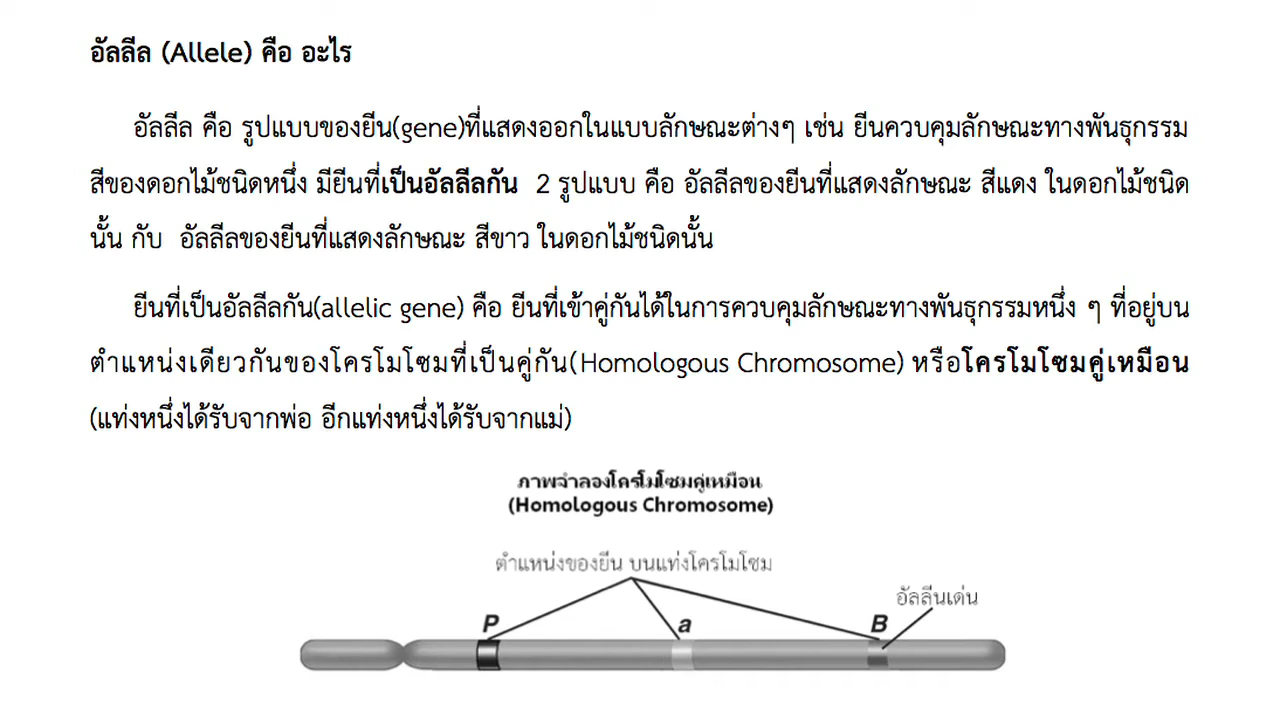 อัลลีล (Allele) คือ อะไร
อัลลีล คือ รูปแบบของยีน(gene)ที่แสดงออกในแบบลักษณะต่างๆ เช่น ยีนควบคุมลักษณะทางพันธุกรรม
สีของดอกไม้ชนิดหนึ่ง มียีนที่เป็นอัลลีลกัน 2 รูปแบบ คือ อัลลีลของยีนที่แสดงลักษณะ สีแดง ในดอกไม้ชนิด
นั้น กับ อัลลีลของยีนที่แสดงลักษณะ สีขาว ในดอกไม้ชนิดนั้น
ยีนที่เป็นอัลลีลกัน(allelic gene) คือ ยีนที่เข้าคู่กันได้ในการควบคุมลักษณะทางพันธุกรรมหนึ่ง ๆ ที่อยู่บน
ตำแหน่งเดียวกันของโครโมโซมที่เป็นคู่กัน(Homologous Chromosome) หรือโครโมโซมคู่เหมือน
(แท่งหนึ่งได้รับจากพ่อ อีกแท่งหนึ่งได้รับจากแม่)
ภาพจำลองโครโมโซมคู่เหมือน
(Homologous Chromosome)
ตำแหน่งของยีน บนแท่งโครโมโซม
อัลลีนเด่น
P a B